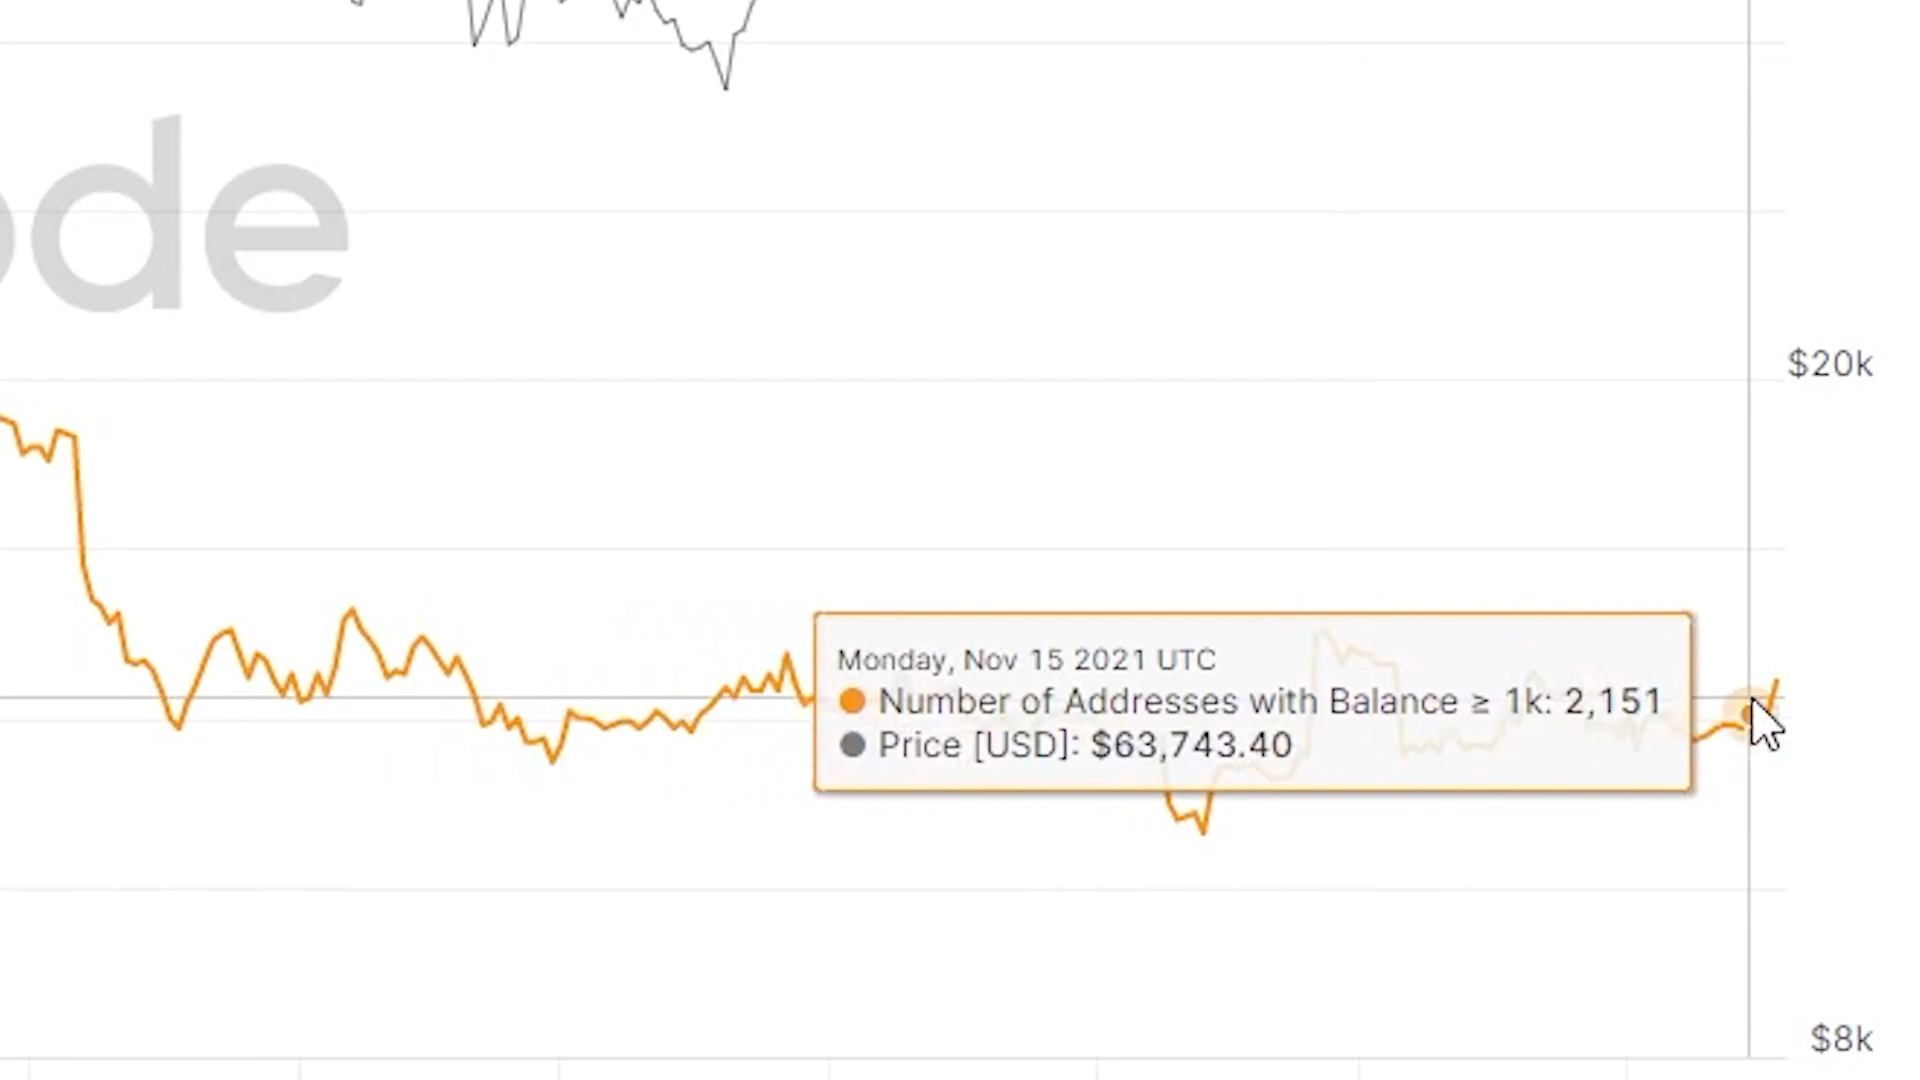 ode
$20k
Monday, Nov 15 2021 UTC
Number of Addresses with Balance ≥ 1k: 2,151
Price [USD]: $63,743.40
$8k